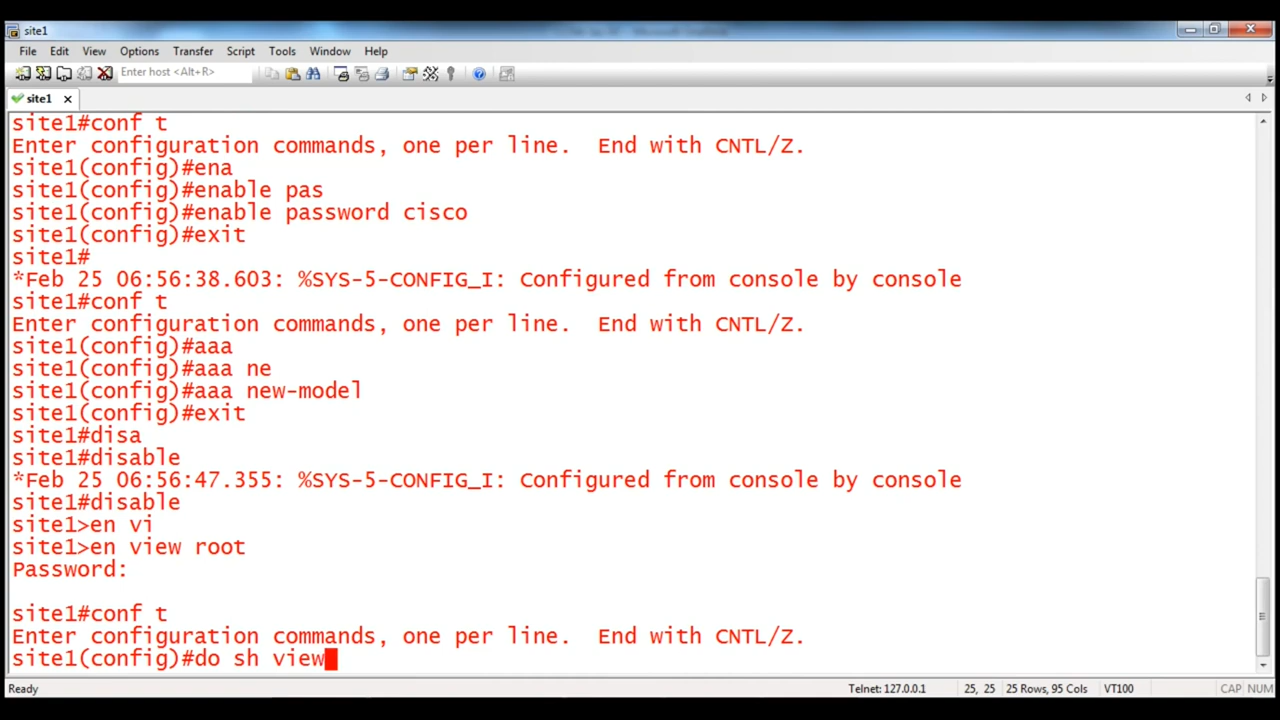 site1
File Edit View Options Transfer Script Tools Window Help
Enter host <Alt+R>
site1
site1#conf t
Enter configuration commands, one per line.  End with CNTL/Z.
site1(config)#ena
site1(config)#enable pas
site1(config)#enable password cisco
site1(config)#exit
site1#
*Feb 25 06:56:38.603: %SYS-5-CONFIG_I: Configured from console by console
site1#conf t
Enter configuration commands, one per line.  End with CNTL/Z.
site1(config)#aaa
site1(config)#aaa ne
site1(config)#aaa new-model
site1(config)#exit
site1#disa
site1#disable
*Feb 25 06:56:47.355: %SYS-5-CONFIG_I: Configured from console by console
site1#disable
site1>en vi
site1>en view root
Password:
site1#conf t
Enter configuration commands, one per line.  End with CNTL/Z.
site1(config)#do sh view
Ready Telnet: 127.0.0.1 25, 25 25 Rows, 95 Cols VT100 CAP NUM